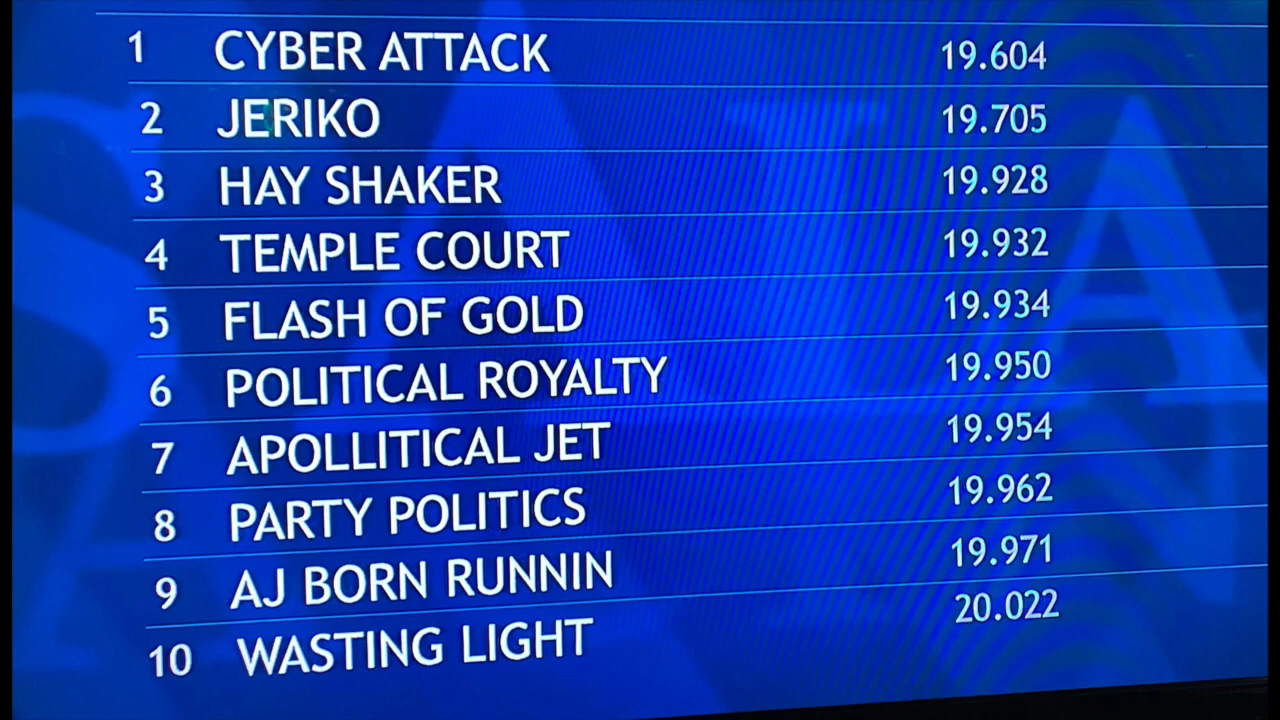 1 CYBER ATTACK 19.604
2 JERIKO 19.705
3 HAY SHAKER 19.928
4 TEMPLE COURT 19.932
5 FLASH OF GOLD 19.934
6 POLITICAL ROYALTY 19.950
7 APOLLITICAL JET 19.954
8 PARTY POLITICS 19.962
9 AJ BORN RUNNIN 19.971
10 WASTING LIGHT 20.022